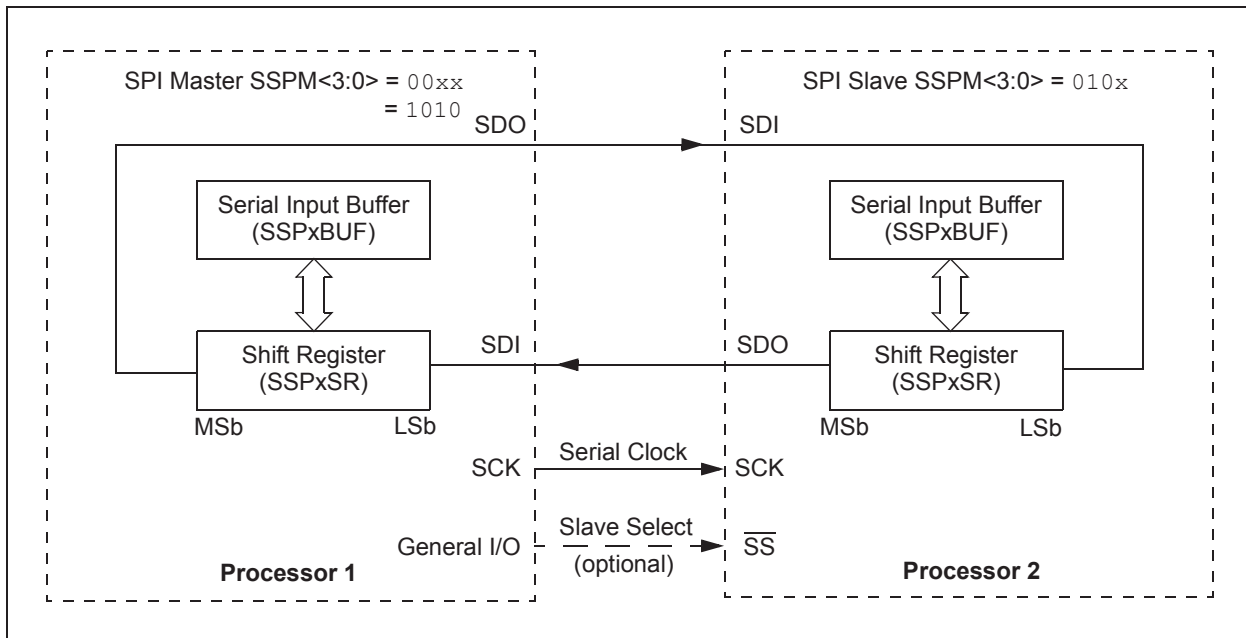 SPI Master SSPM<3:0> = 00xx
= 1010
SDO
Serial Input Buffer
(SSPxBUF)
Shift Register
(SSPxSR)
MSb
LSb
SDI
SCK
General I/O
Processor 1
Serial Clock
Slave Select
(optional)
SPI Slave SSPM<3:0> = 010x
SDI
Serial Input Buffer
(SSPxBUF)
SDO
Shift Register
(SSPxSR)
MSb
LSb
SCK
S̅S̅
Processor 2